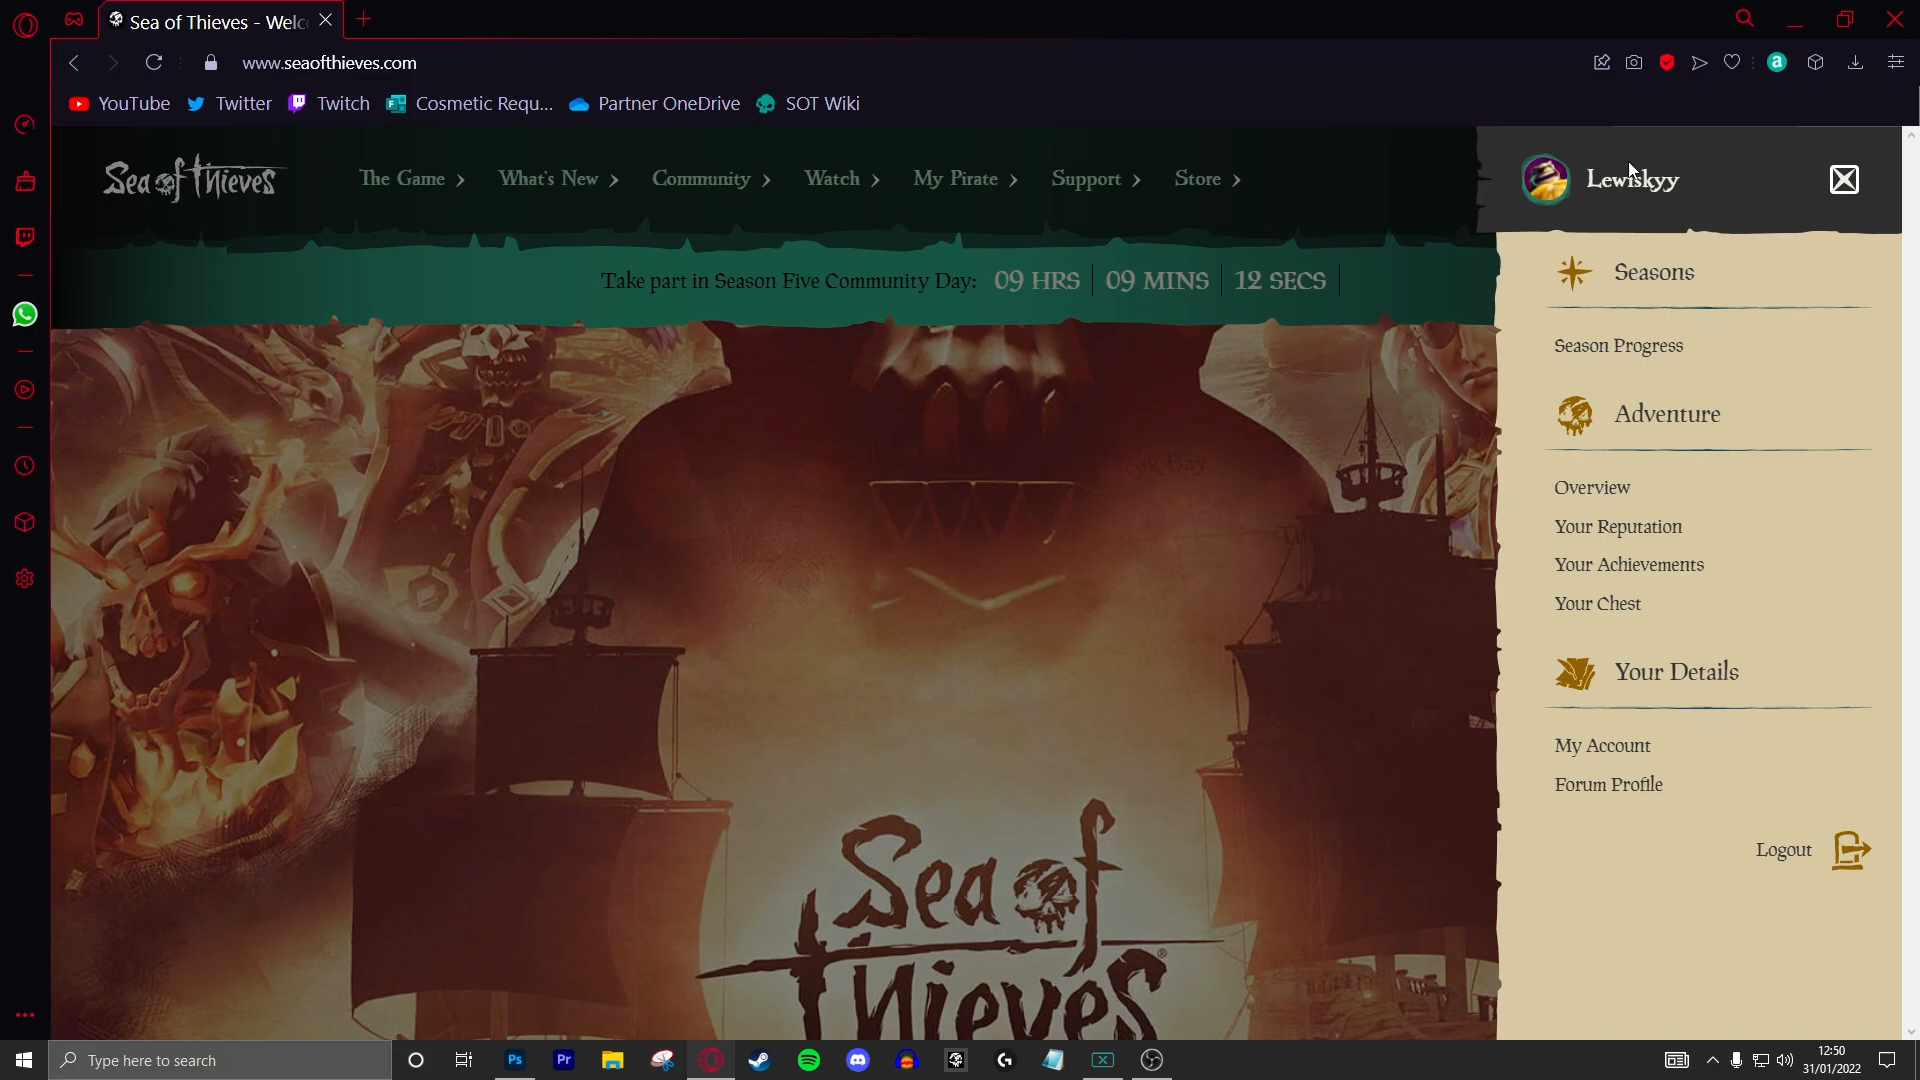 Sea of Thieves - Welc
www.seaofthieves.com
YouTube Twitter Twitch Cosmetic Requ... Partner OneDrive SOT Wiki
Sea of Thieves The Game What's New Community Watch My Pirate Support Store
Lewiskyy
Take part in Season Five Community Day: 09 HRS 09 MINS 12 SECS
Seasons
Season Progress
Adventure
Overview
Your Reputation
Your Achievements
Your Chest
Your Details
My Account
Forum Profile
Logout
Sea of
Thieves®
Type here to search
Ps Pr
12:50
31/01/2022